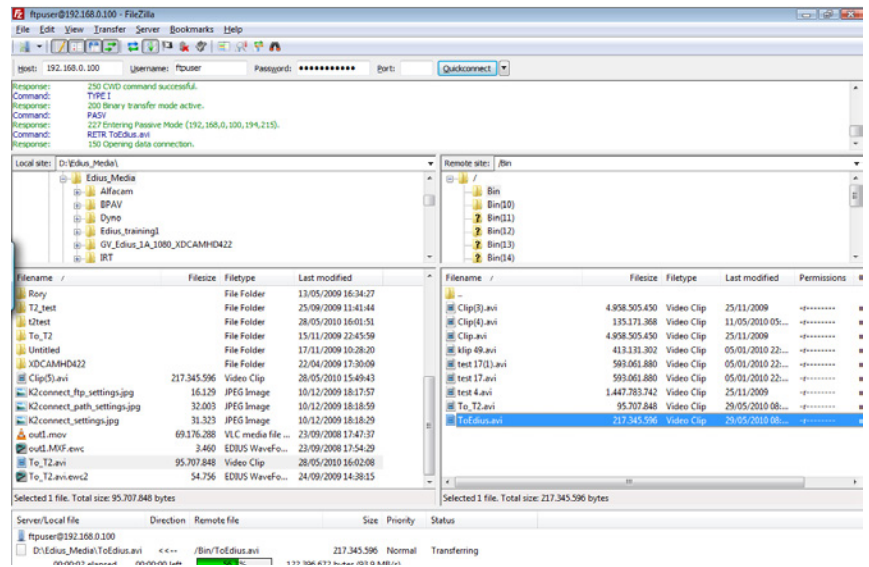 ftpuser@192.168.0.100 - FileZilla
File Edit View Transfer Server Bookmarks Help
Host: 192.168.0.100 Username: ftpuser Password: ●●●●●●●●●●● Port: Quickconnect
Response: 250 CWD command successful.
Command: TYPE I
Response: 200 Binary transfer mode active.
Command: PASV
Response: 227 Entering Passive Mode (192,168,0,100,194,215).
Command: RETR ToEdius.avi
Response: 150 Opening data connection.
Local site: D:\Edius_Media\
Edius_Media
Alfacam
BPAV
Dyno
Edius_training1
GV_Edius_1A_1080_XDCAMHD422
IRT
Remote site: /Bin
/
Bin
Bin(10)
Bin(11)
Bin(12)
Bin(13)
Bin(14)
Filename / Filesize Filetype Last modified
Rory File Folder 13/05/2009 16:34:27
T2_test File Folder 25/09/2009 11:41:44
t2test File Folder 28/05/2010 16:01:51
To_T2 File Folder 15/11/2009 22:45:59
Untitled File Folder 17/11/2009 10:28:20
XDCAMHD422 File Folder 22/04/2009 17:30:09
Clip(5).avi 217.345.596 Video Clip 28/05/2010 15:49:43
K2connect_ftp_settings.jpg 16.129 JPEG Image 10/12/2009 18:17:57
K2connect_path_settings.jpg 32.003 JPEG Image 10/12/2009 18:18:59
K2connect_settings.jpg 31.323 JPEG Image 10/12/2009 18:18:29
out1.mov 69.176.288 VLC media file ... 23/09/2008 17:47:37
out1.MXF.ewc 3.460 EDIUS WaveFo... 23/09/2008 17:54:29
To_T2.avi 95.707.848 Video Clip 28/05/2010 16:02:08
To_T2.avi.ewc2 54.756 EDIUS WaveFo... 24/09/2009 14:38:15
Selected 1 file. Total size: 95.707.848 bytes
Filename / Filesize Filetype Last modified Permissions
..
Clip(3).avi 4.958.505.450 Video Clip 25/11/2009 -r--------
Clip(4).avi 135.171.368 Video Clip 11/05/2010 05:... -r--------
Clip.avi 4.958.505.450 Video Clip 25/11/2009 -r--------
klip 49.avi 413.131.302 Video Clip 05/01/2010 22:... -r--------
test 17(1).avi 593.061.880 Video Clip 05/01/2010 22:... -r--------
test 17.avi 593.061.880 Video Clip 05/01/2010 22:... -r--------
test 4.avi 1.447.783.742 Video Clip 25/11/2009 -r--------
To_T2.avi 95.707.848 Video Clip 29/05/2010 08:... -r--------
ToEdius.avi 217.345.596 Video Clip 29/05/2010 08:... -r--------
Selected 1 file. Total size: 217.345.596 bytes
Server/Local file Direction Remote file Size Priority Status
ftpuser@192.168.0.100
D:\Edius_Media\ToEdius.avi <<-- /Bin/ToEdius.avi 217.345.596 Normal Transferring
00:00:02 elapsed 00:00:00 left 122.396.672 bytes (93.9 MB/s)